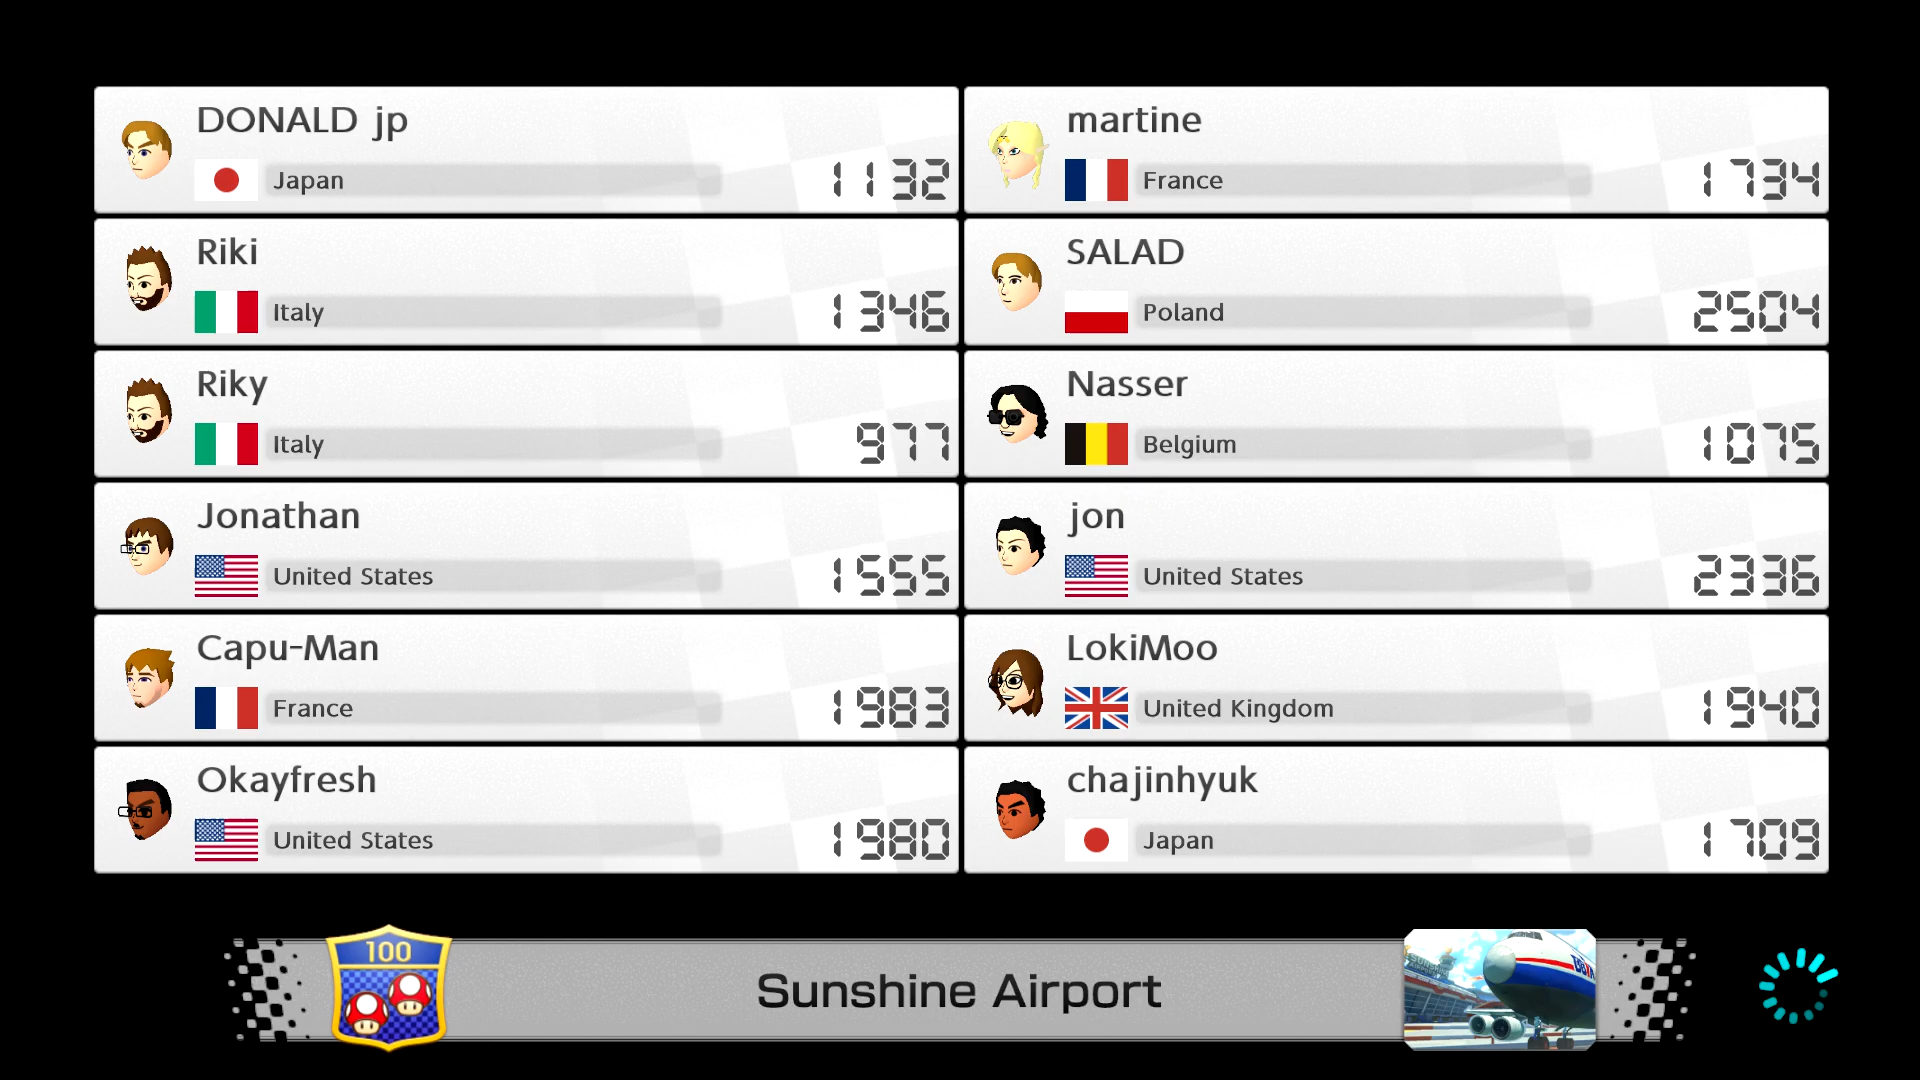 DONALD jp
Japan 1132
martine
France 1734
Riki
Italy 1346
SALAD
Poland 2504
Riky
Italy 977
Nasser
Belgium 1075
Jonathan
United States 1555
jon
United States 2336
Capu-Man
France 1983
LokiMoo
United Kingdom 1940
Okayfresh
United States 1980
chajinhyuk
Japan 1709
100
Sunshine Airport